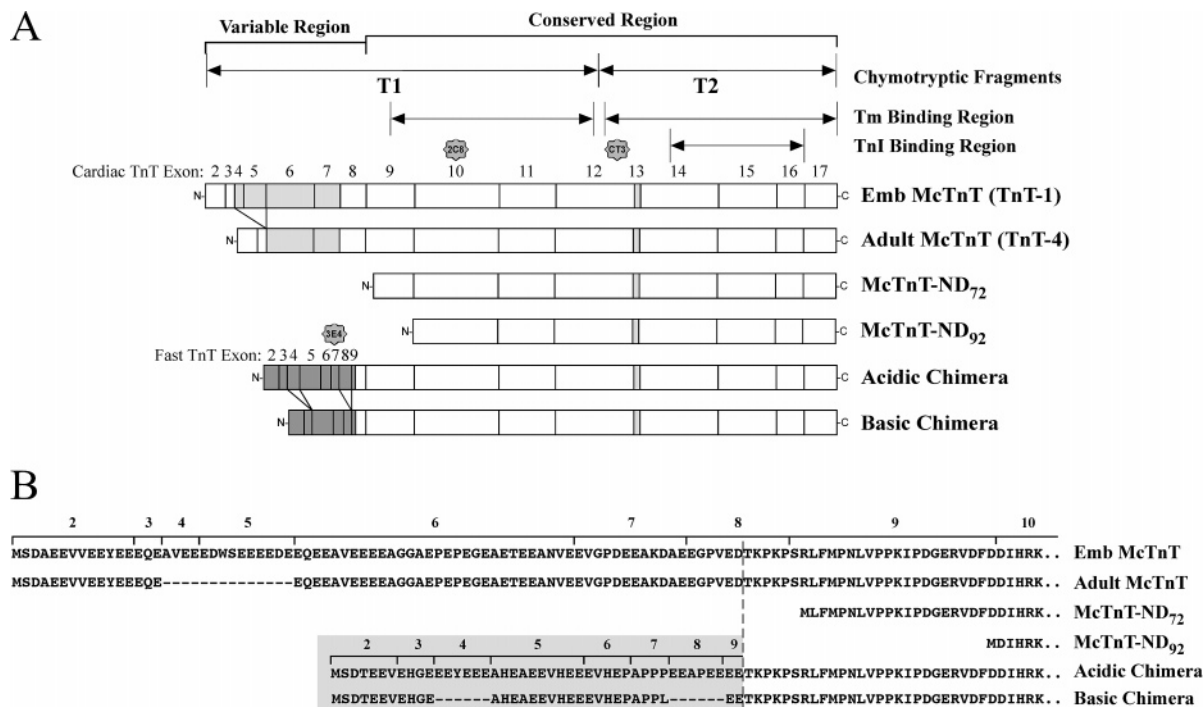 A
Variable Region
Conserved Region
T1
T2
Chymotryptic Fragments
Tm Binding Region
TnI Binding Region
2C8
CT3
Cardiac TnT Exon: 2 3 4 5 6 7 8 9 10 11 12 13 14 15 16 17
N C Emb McTnT (TnT-1)
N C Adult McTnT (TnT-4)
N C McTnT-ND72
N C McTnT-ND92
3E4
Fast TnT Exon: 2 3 4 5 6 7 8 9
N C Acidic Chimera
N C Basic Chimera
B
2 3 4 5 6 7 8 9 10
MSDAEEVVEEYEEEQEAVEEEDWSEEEEDEEQEEAVEEEEAGGAEPEPEGEAETEEANVEEVGPDEEAKDAEEGPVEDTKPKPSRLFMPNLVPPKIPDGERVDFDDIHRK.. Emb McTnT
MSDAEEVVEEYEEEQE--------------EQEEAVEEEEAGGAEPEPEGEAETEEANVEEVGPDEEAKDAEEGPVEDTKPKPSRLFMPNLVPPKIPDGERVDFDDIHRK.. Adult McTnT
MLFMPNLVPPKIPDGERVDFDDIHRK.. McTnT-ND72
MDIHRK.. McTnT-ND92
2 3 4 5 6 7 8 9
MSDTEEVEHGEEEYEEEAHEAEEVHEEEVHEPAPPPEEAPEEEETKPKPSRLFMPNLVPPKIPDGERVDFDDIHRK.. Acidic Chimera
MSDTEEVEHGE------AHEAEEVHEEEVHEPAPPL------EETKPKPSRLFMPNLVPPKIPDGERVDFDDIHRK.. Basic Chimera